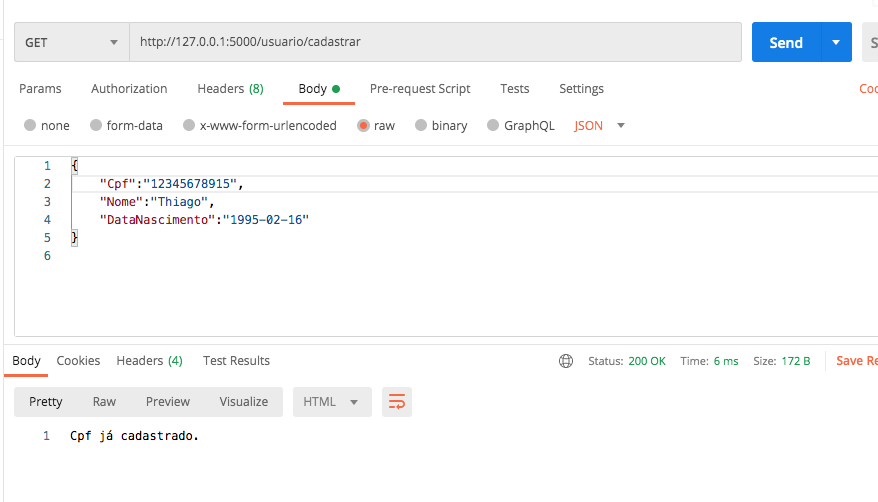 GET http://127.0.0.1:5000/usuario/cadastrar Send S
Params Authorization Headers (8) Body Pre-request Script Tests Settings Coo
none form-data x-www-form-urlencoded raw binary GraphQL JSON
1 {
2 "Cpf":"12345678915",
3 "Nome":"Thiago",
4 "DataNascimento":"1995-02-16"
5 }
6
Body Cookies Headers (4) Test Results Status: 200 OK Time: 6 ms Size: 172 B Save Re
Pretty Raw Preview Visualize HTML
1 Cpf já cadastrado.